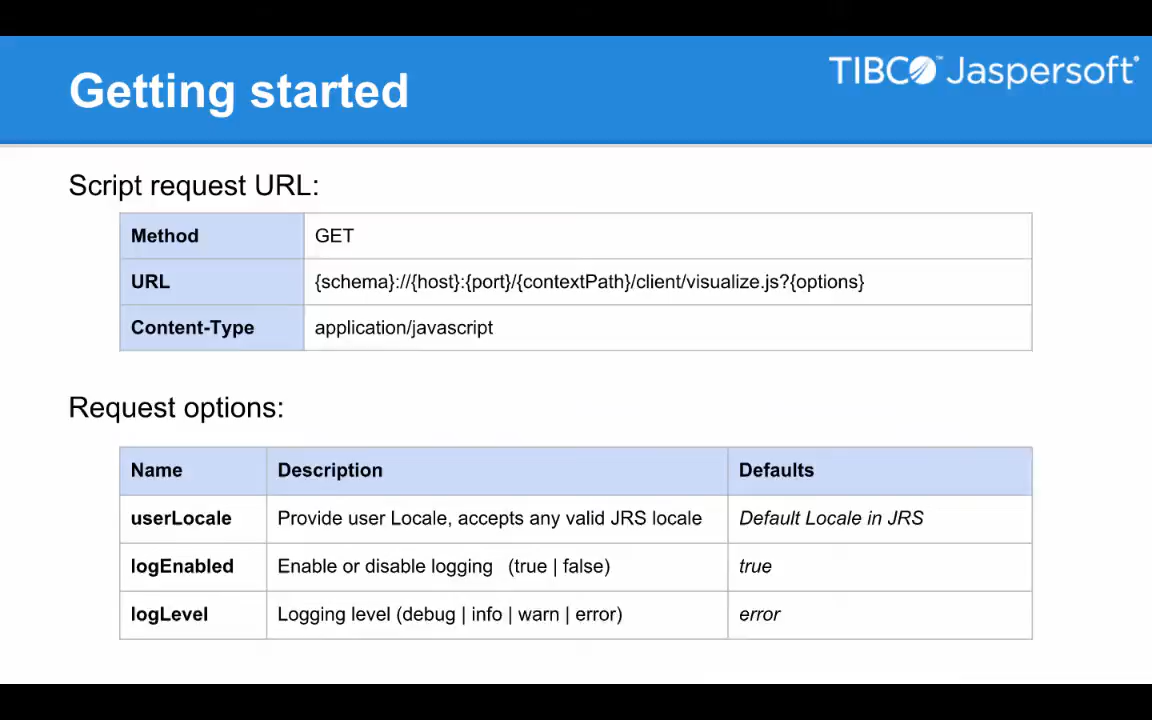 Getting started
TIBCO™ Jaspersoft®
Script request URL:
Method GET
URL {schema}://{host}:{port}/{contextPath}/client/visualize.js?{options}
Content-Type application/javascript
Request options:
Name Description Defaults
userLocale Provide user Locale, accepts any valid JRS locale Default Locale in JRS
logEnabled Enable or disable logging (true | false) true
logLevel Logging level (debug | info | warn | error) error